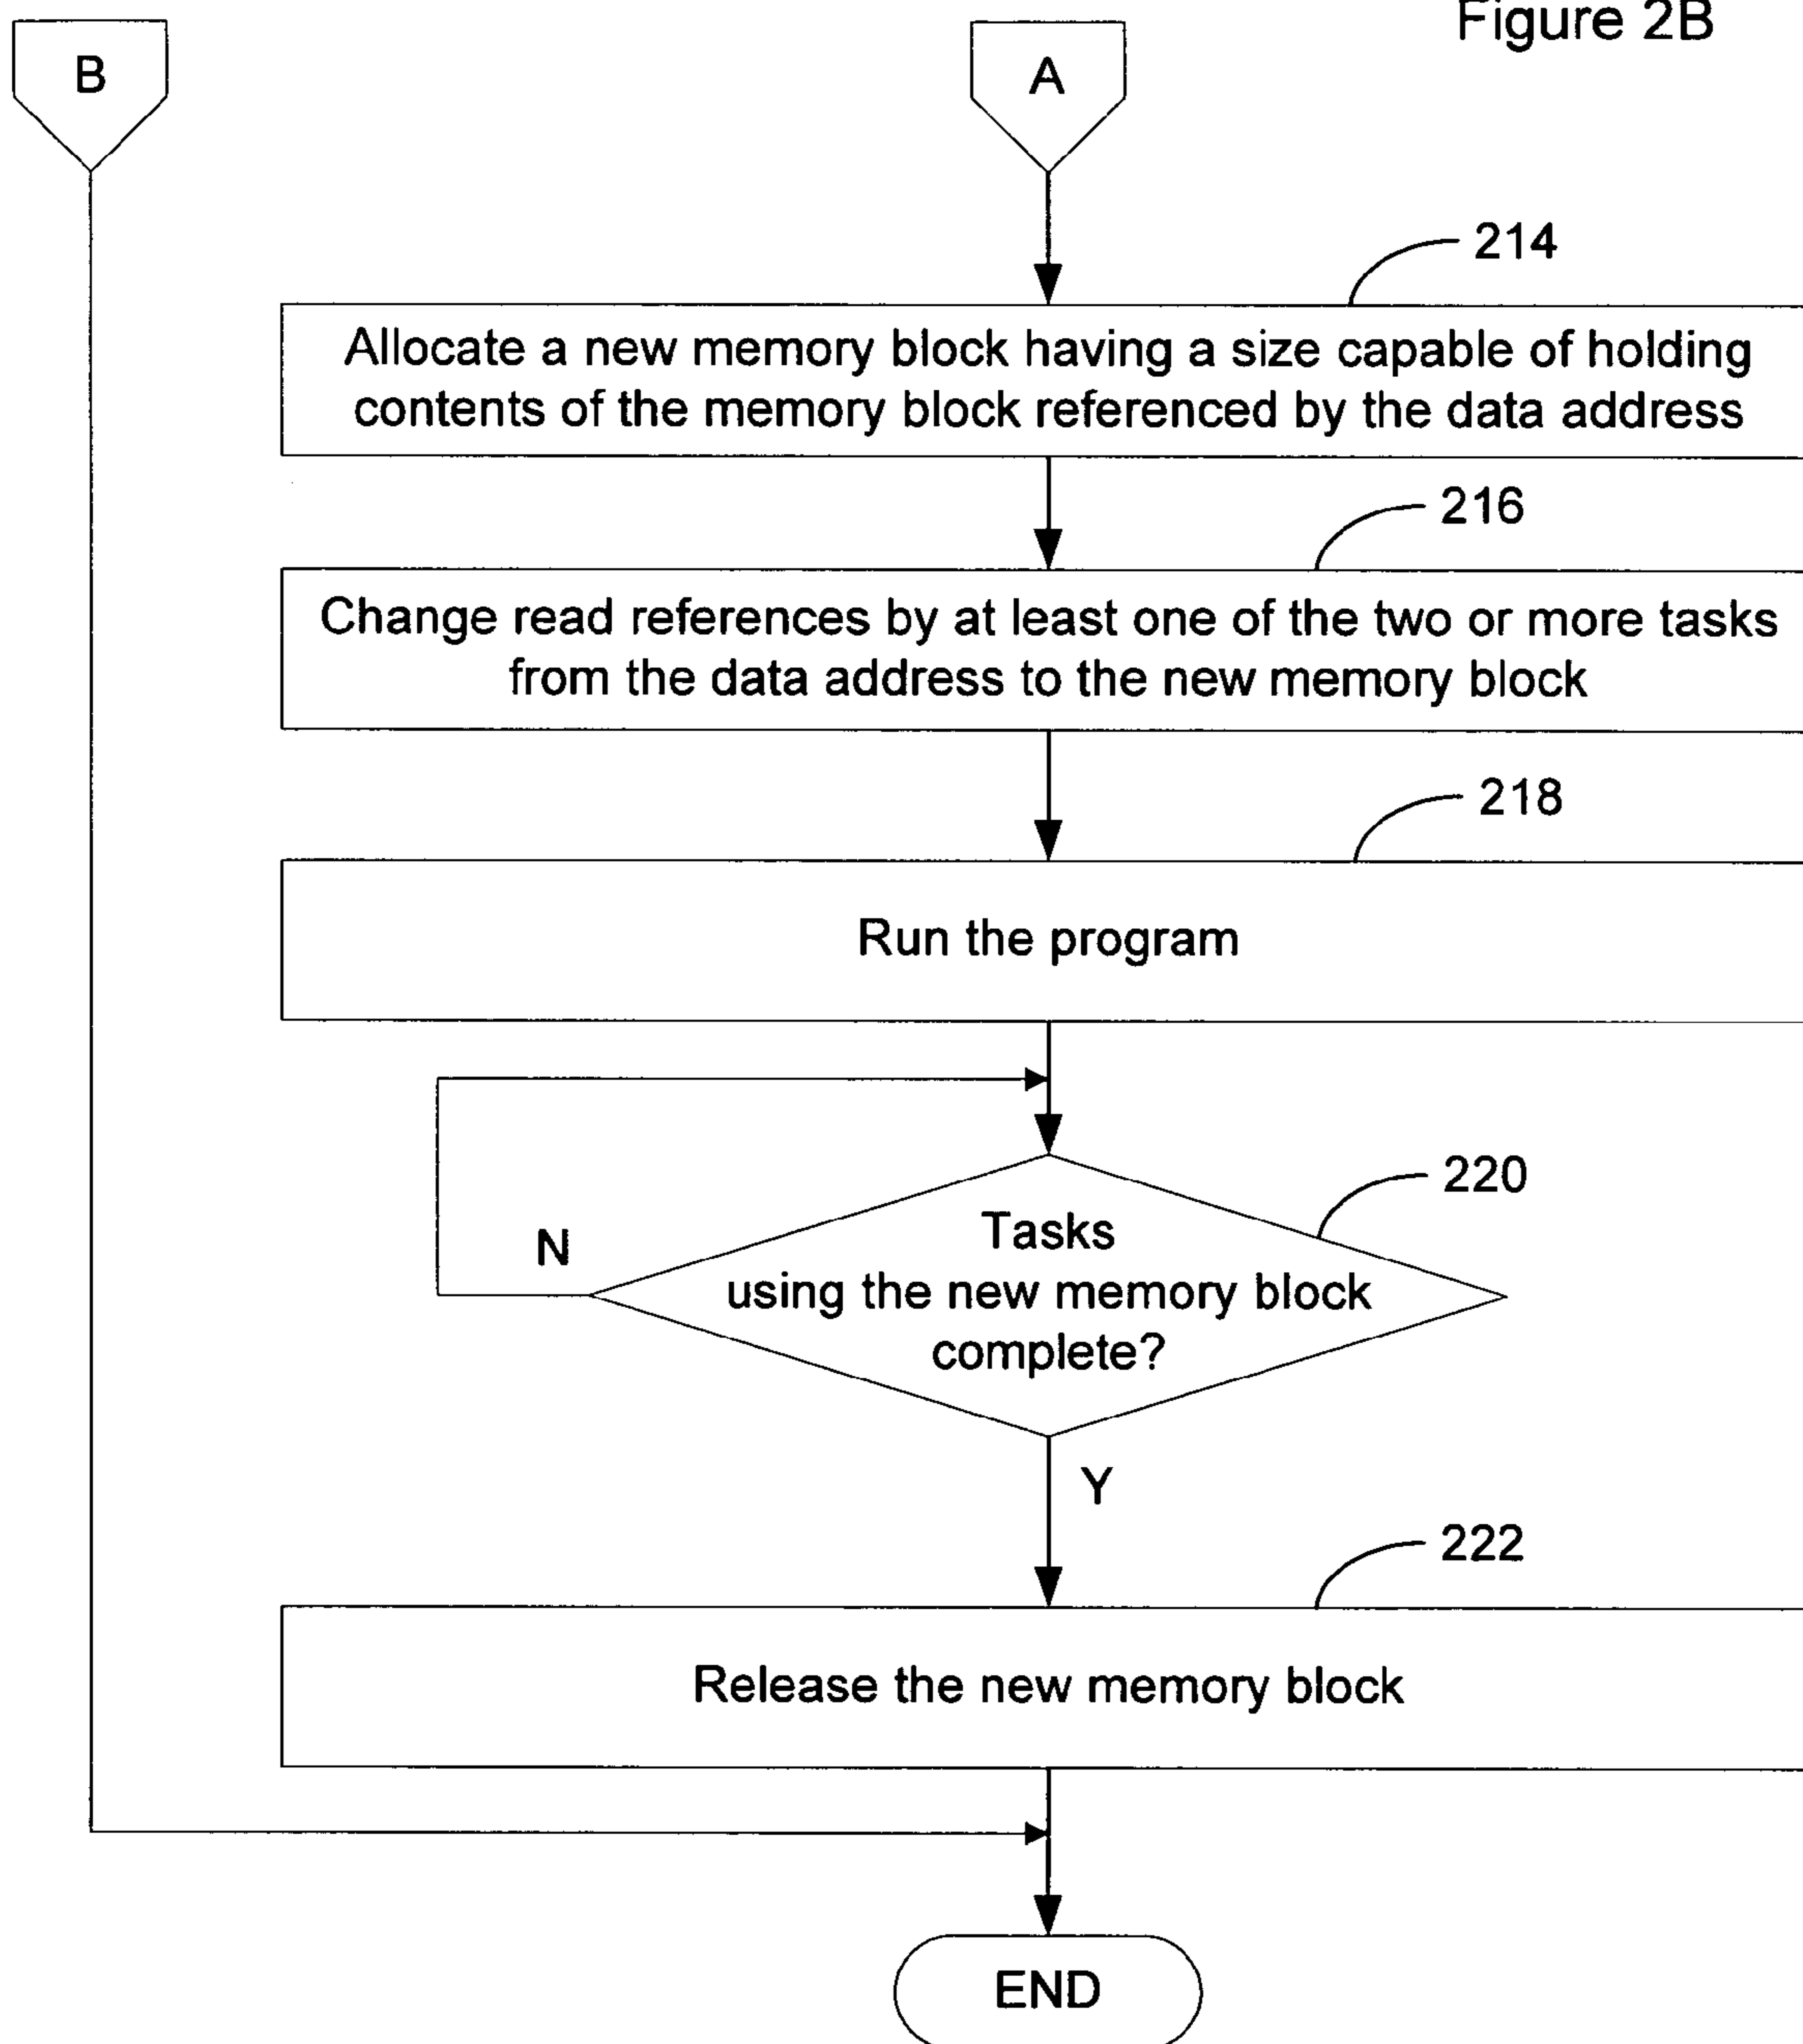 Figure 2B
B
A
214
Allocate a new memory block having a size capable of holding
contents of the memory block referenced by the data address
216
Change read references by at least one of the two or more tasks
from the data address to the new memory block
218
Run the program
220
N
Tasks
using the new memory block
complete?
Y
222
Release the new memory block
END